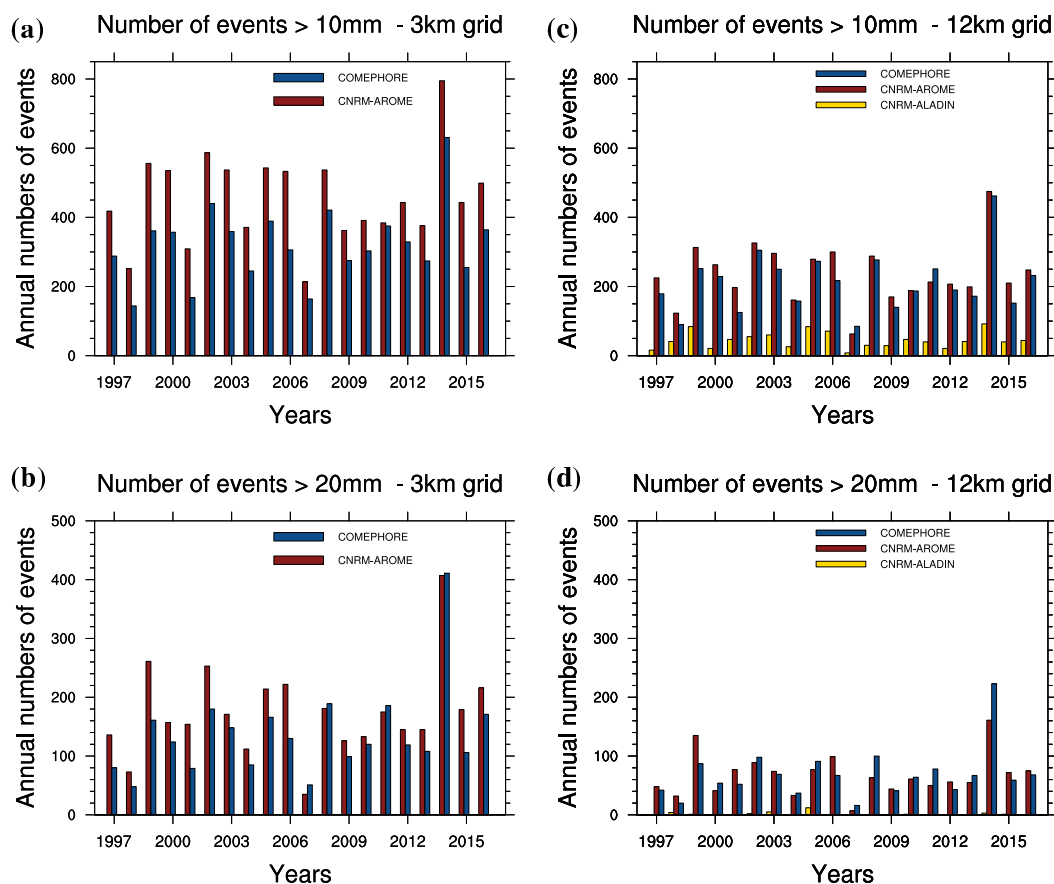 (a) Number of events > 10mm - 3km grid
Annual numbers of events
800
600
400
200
0
COMEPHORE
CNRM-AROME
1997 2000 2003 2006 2009 2012 2015
Years
(c) Number of events > 10mm - 12km grid
Annual numbers of events
800
600
400
200
0
COMEPHORE
CNRM-AROME
CNRM-ALADIN
1997 2000 2003 2006 2009 2012 2015
Years
(b) Number of events > 20mm - 3km grid
Annual numbers of events
500
400
300
200
100
0
COMEPHORE
CNRM-AROME
1997 2000 2003 2006 2009 2012 2015
Years
(d) Number of events > 20mm - 12km grid
Annual numbers of events
500
400
300
200
100
0
COMEPHORE
CNRM-AROME
CNRM-ALADIN
1997 2000 2003 2006 2009 2012 2015
Years